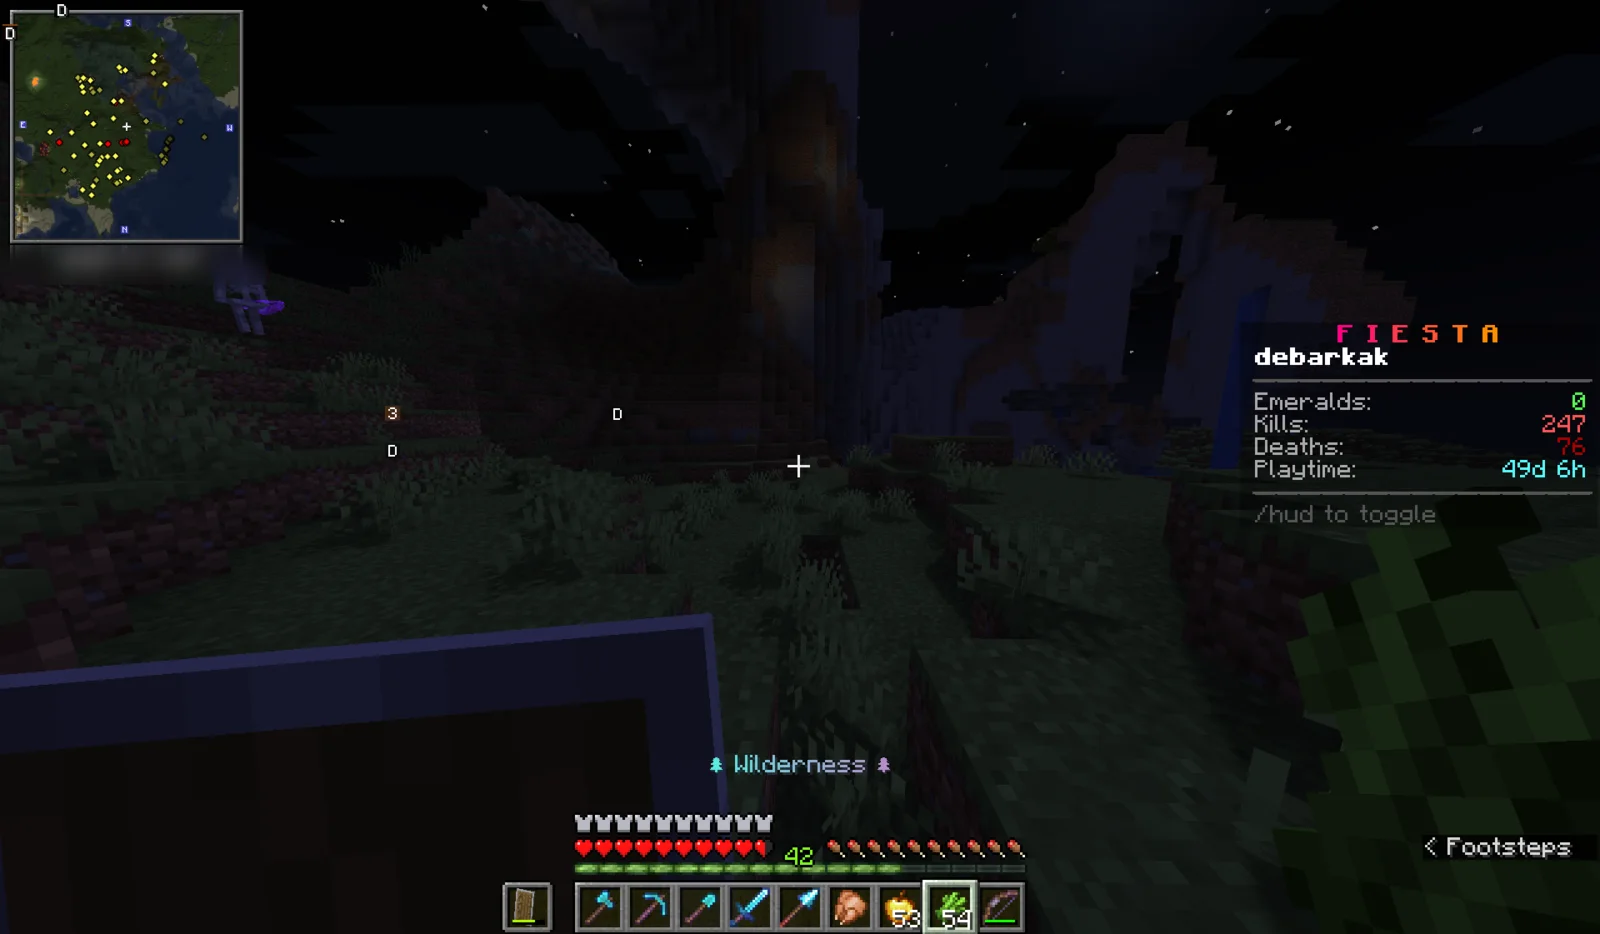 D
D
S
E
W
N
3
D
D
FIESTA
debarkak
Emeralds: 0
Kills: 247
Deaths: 76
Playtime: 49d 6h
/hud to toggle
Wilderness
< Footsteps
42
53
54